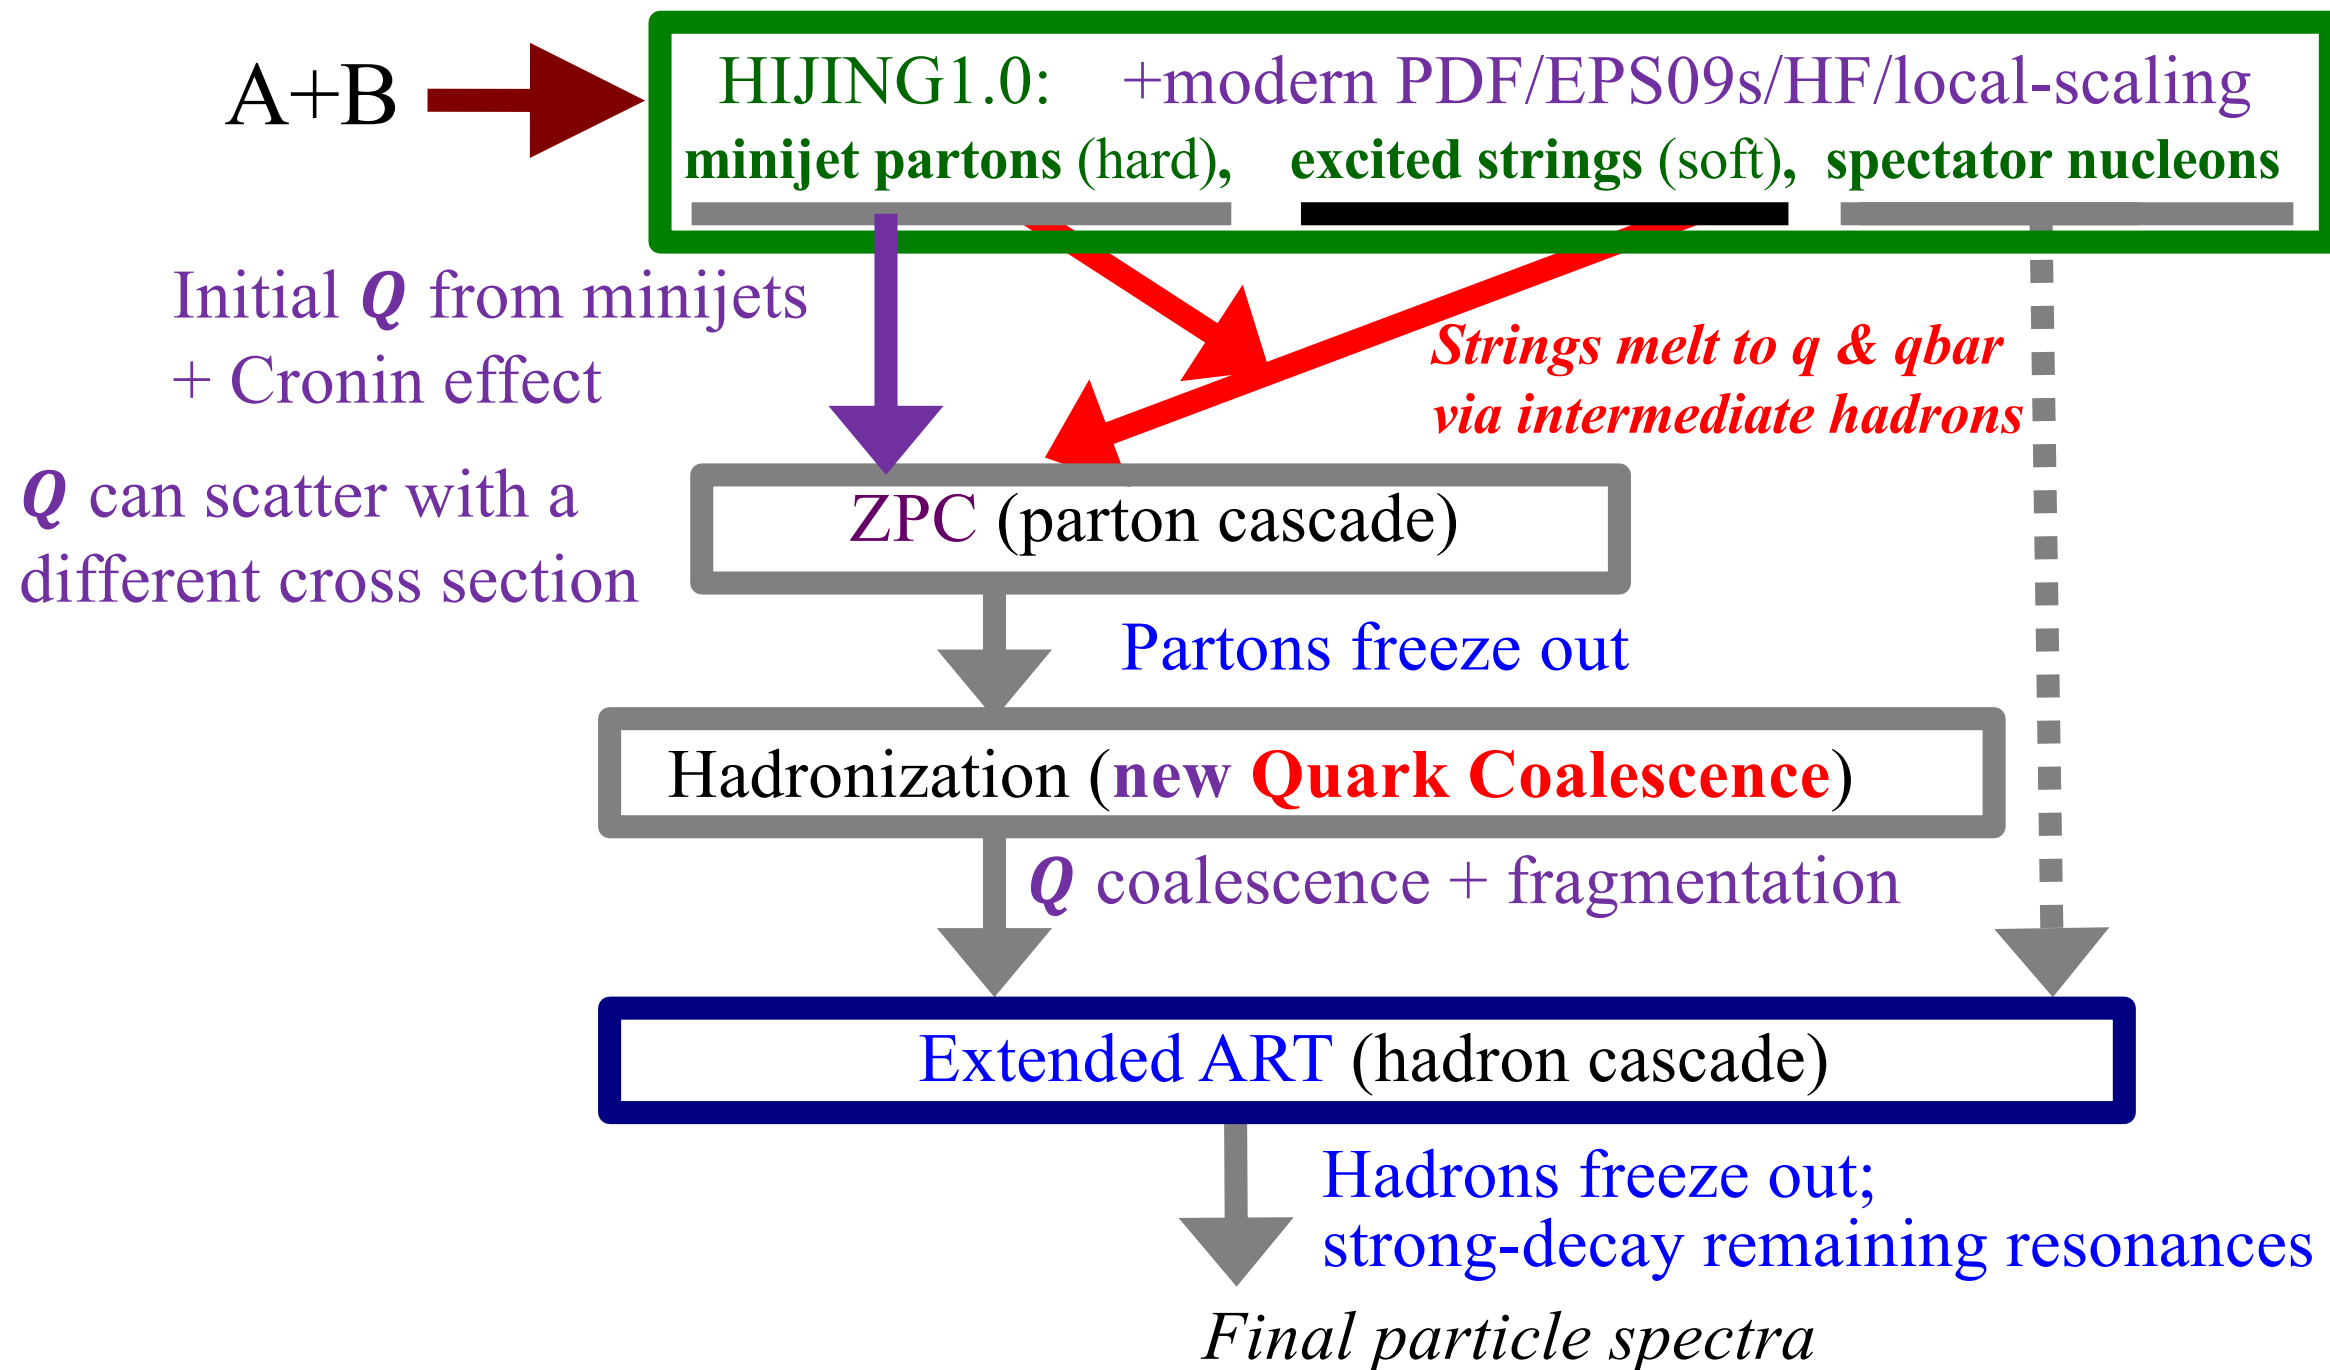 A+B
HIJING1.0: +modern PDF/EPS09s/HF/local-scaling
minijet partons (hard), excited strings (soft), spectator nucleons
Initial Q from minijets
+ Cronin effect
Strings melt to q & qbar
via intermediate hadrons
Q can scatter with a
different cross section
ZPC (parton cascade)
Partons freeze out
Hadronization (new Quark Coalescence)
Q coalescence + fragmentation
Extended ART (hadron cascade)
Hadrons freeze out;
strong-decay remaining resonances
Final particle spectra